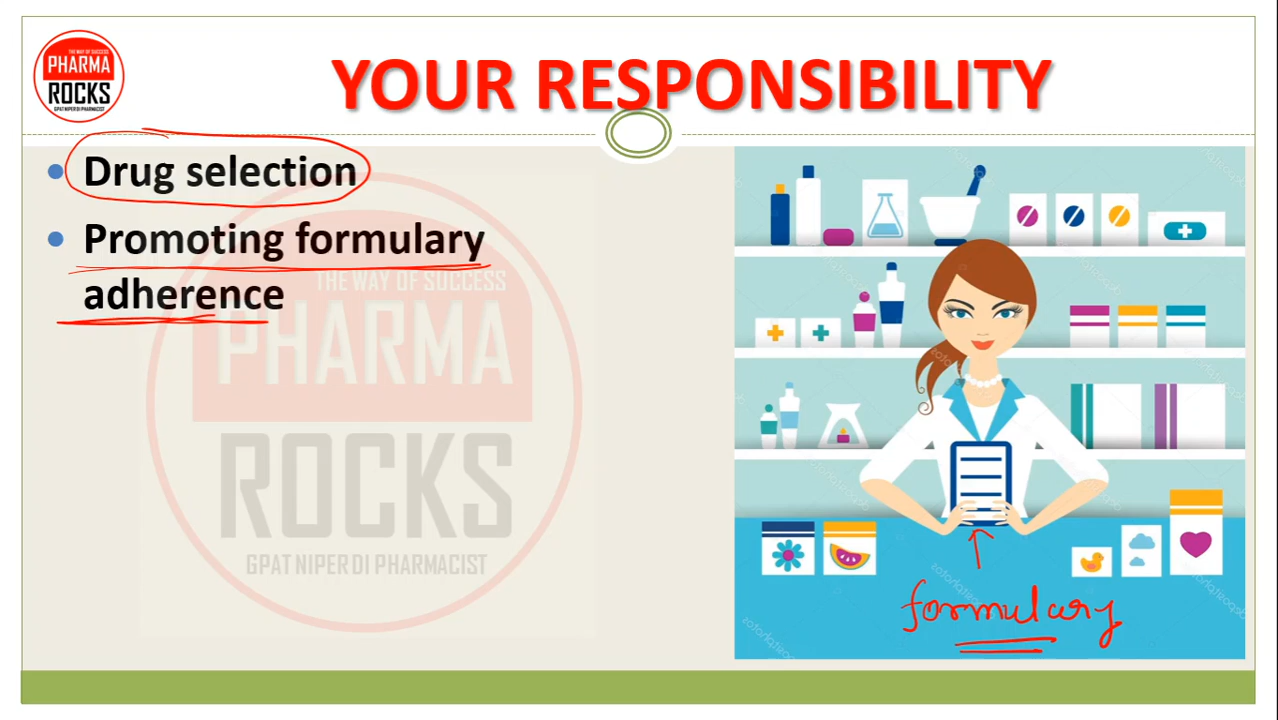 THE WAY OF SUCCESS
PHARMA
ROCKS
GPAT NIPER DI PHARMACIST
YOUR RESPONSIBILITY
Drug selection
Promoting formulary
adherence
THE WAY OF SUCCESS
PHARMA
ROCKS
GPAT NIPER DI PHARMACIST
formulary